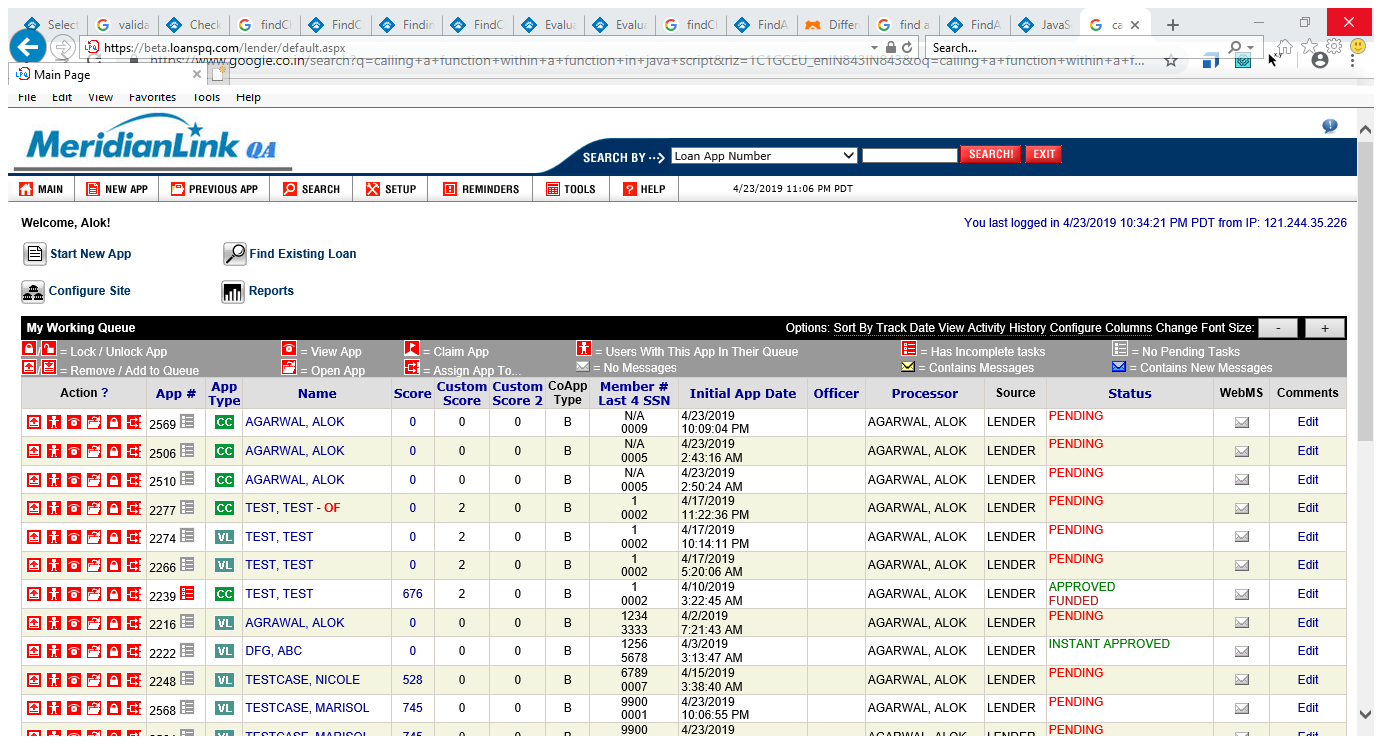 Select
valida
Check
findCl
FindC
Findin
FindC
Evalua
Evalua
findCl
FindA
Differ
find a
FindA
JavaS
ca
https://beta.loanspq.com/lender/default.aspx
Search...
https://www.google.co.in/search?q=calling+a+function+within+a+function+in+java+script&rlz=1C1GCEU_enIN843IN843&oq=calling+a+function+within+a+f...
Main Page
File Edit View Favorites Tools Help
MeridianLink QA
SEARCH BY Loan App Number SEARCH! EXIT
MAIN NEW APP PREVIOUS APP SEARCH SETUP REMINDERS TOOLS HELP 4/23/2019 11:06 PM PDT
Welcome, Alok! You last logged in 4/23/2019 10:34:21 PM PDT from IP: 121.244.35.226
Start New App Find Existing Loan
Configure Site Reports
My Working Queue Options: Sort By Track Date View Activity History Configure Columns Change Font Size: - +
/ = Lock / Unlock App = View App = Claim App = Users With This App In Their Queue = Has Incomplete tasks = No Pending Tasks
/ = Remove / Add to Queue = Open App = Assign App To... = No Messages = Contains Messages = Contains New Messages
Action ? App # App Type Name Score Custom Score Custom Score 2 CoApp Type Member # Last 4 SSN Initial App Date Officer Processor Source Status WebMS Comments
2569 CC AGARWAL, ALOK 0 0 0 B N/A 0009 4/23/2019 10:09:04 PM AGARWAL, ALOK LENDER PENDING Edit
2506 CC AGARWAL, ALOK 0 0 0 B N/A 0005 4/23/2019 2:43:16 AM AGARWAL, ALOK LENDER PENDING Edit
2510 CC AGARWAL, ALOK 0 0 0 B N/A 0005 4/23/2019 2:50:24 AM AGARWAL, ALOK LENDER PENDING Edit
2277 CC TEST, TEST - OF 0 2 0 B 1 0002 4/17/2019 11:22:36 PM AGARWAL, ALOK LENDER PENDING Edit
2274 VL TEST, TEST 0 2 0 B 1 0002 4/17/2019 10:14:11 PM AGARWAL, ALOK LENDER PENDING Edit
2266 VL TEST, TEST 0 2 0 B 1 0002 4/17/2019 5:20:06 AM AGARWAL, ALOK LENDER PENDING Edit
2239 CC TEST, TEST 676 2 0 B 1 0002 4/10/2019 3:22:45 AM AGARWAL, ALOK LENDER APPROVED FUNDED Edit
2216 VL AGRAWAL, ALOK 0 0 0 B 1234 3333 4/2/2019 7:21:43 AM AGARWAL, ALOK LENDER PENDING Edit
2222 VL DFG, ABC 0 0 0 B 1256 5678 4/3/2019 3:13:47 AM AGARWAL, ALOK LENDER INSTANT APPROVED Edit
2248 VL TESTCASE, NICOLE 528 0 0 B 6789 0007 4/15/2019 3:38:40 AM AGARWAL, ALOK LENDER PENDING Edit
2568 VL TESTCASE, MARISOL 745 0 0 B 9900 0001 4/23/2019 10:06:55 PM AGARWAL, ALOK LENDER PENDING Edit
VL TESTCASE, MARISOL 745 0 0 B 9900 4/23/2019 AGARWAL, ALOK LENDER PENDING Edit